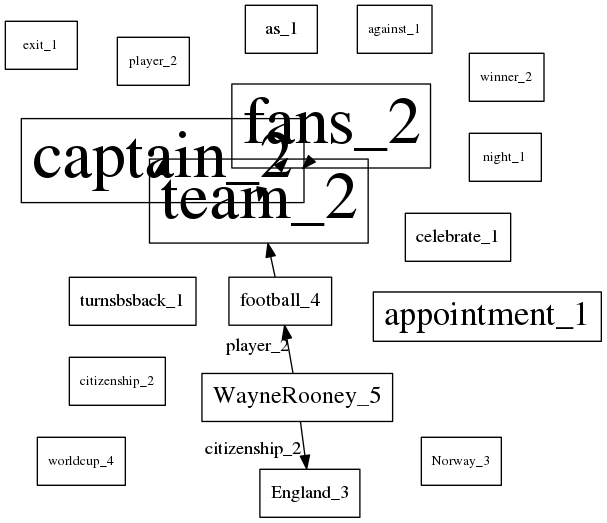 as_1
against_1
exit_1
player_2
winner_2
fans_2
captain_2
night_1
team_2
celebrate_1
turnsbsback_1
football_4
appointment_1
player_2
citizenship_2
WayneRooney_5
citizenship_2
worldcup_4
Norway_3
England_3